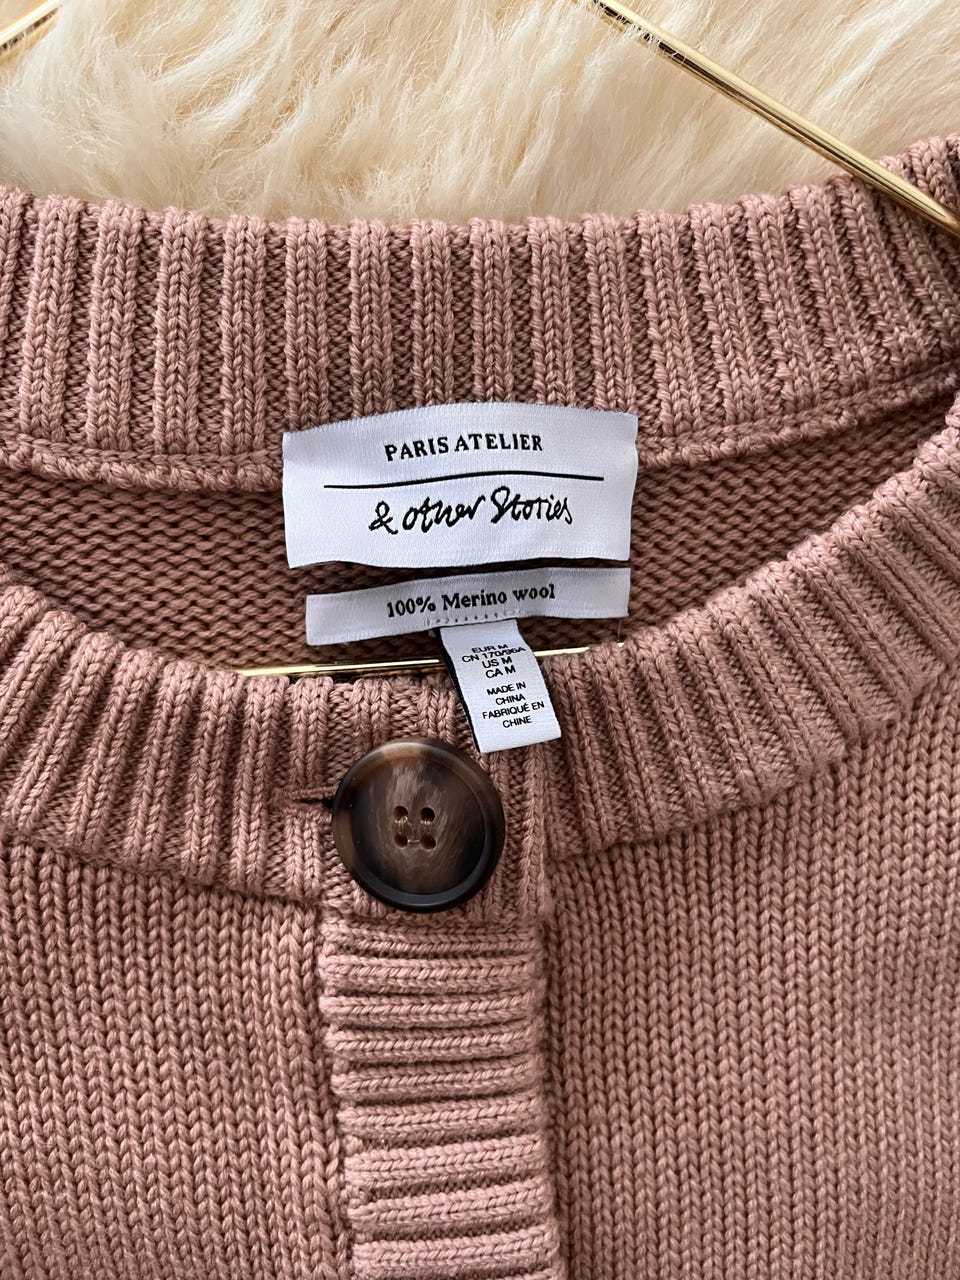 PARIS ATELIER
& other Stories
100% Merino wool
EUR M
CN 170/96A
US M
CA M
MADE IN
CHINA
FABRIQUÉ EN
CHINE